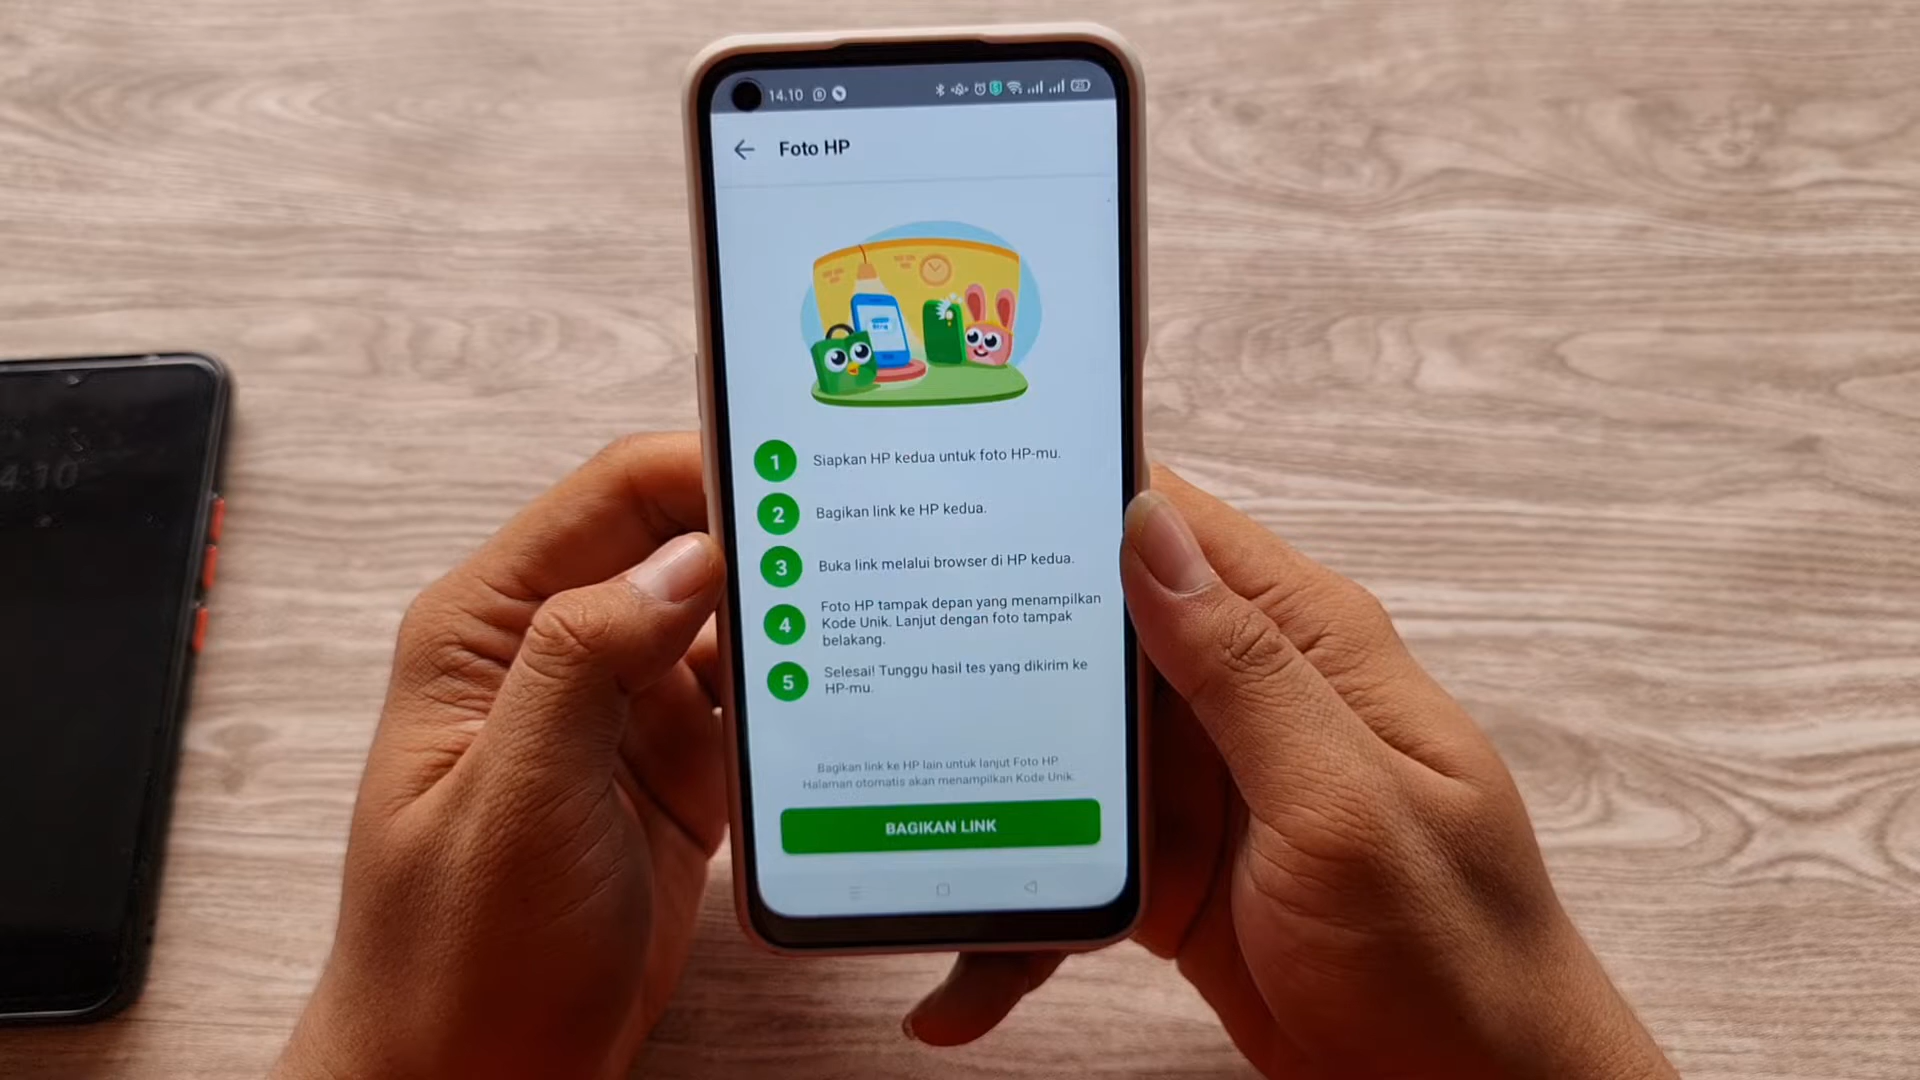 14.10
25
Foto HP
1 Siapkan HP kedua untuk foto HP-mu.
2 Bagikan link ke HP kedua.
3 Buka link melalui browser di HP kedua.
4 Foto HP tampak depan yang menampilkan
Kode Unik. Lanjut dengan foto tampak
belakang.
5 Selesai! Tunggu hasil tes yang dikirim ke
HP-mu.
Bagikan link ke HP lain untuk lanjut Foto HP.
Halaman otomatis akan menampilkan Kode Unik.
BAGIKAN LINK
4:10